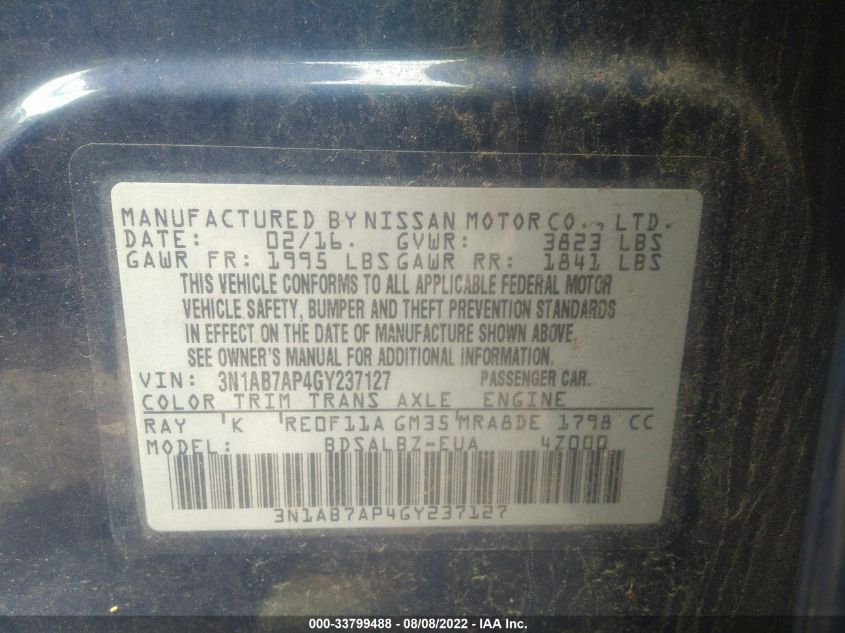 MANUFACTURED BY NISSAN MOTOR CO., LTD.
DATE: 02/16. GVWR: 3823 LBS
GAWR FR: 1995 LBS GAWR RR: 1841 LBS
THIS VEHICLE CONFORMS TO ALL APPLICABLE FEDERAL MOTOR
VEHICLE SAFETY, BUMPER AND THEFT PREVENTION STANDARDS
IN EFFECT ON THE DATE OF MANUFACTURE SHOWN ABOVE.
SEE OWNER'S MANUAL FOR ADDITIONAL INFORMATION.
VIN: 3N1AB7AP4GY237127 PASSENGER CAR.
COLOR TRIM TRANS AXLE ENGINE
RAY K RE0F11A GM35 MRA8DE 1798 CC
MODEL: BDSALBZ-EUA 4Z000
3N1AB7AP4GY237127
000-33799488 - 08/08/2022 - IAA Inc.